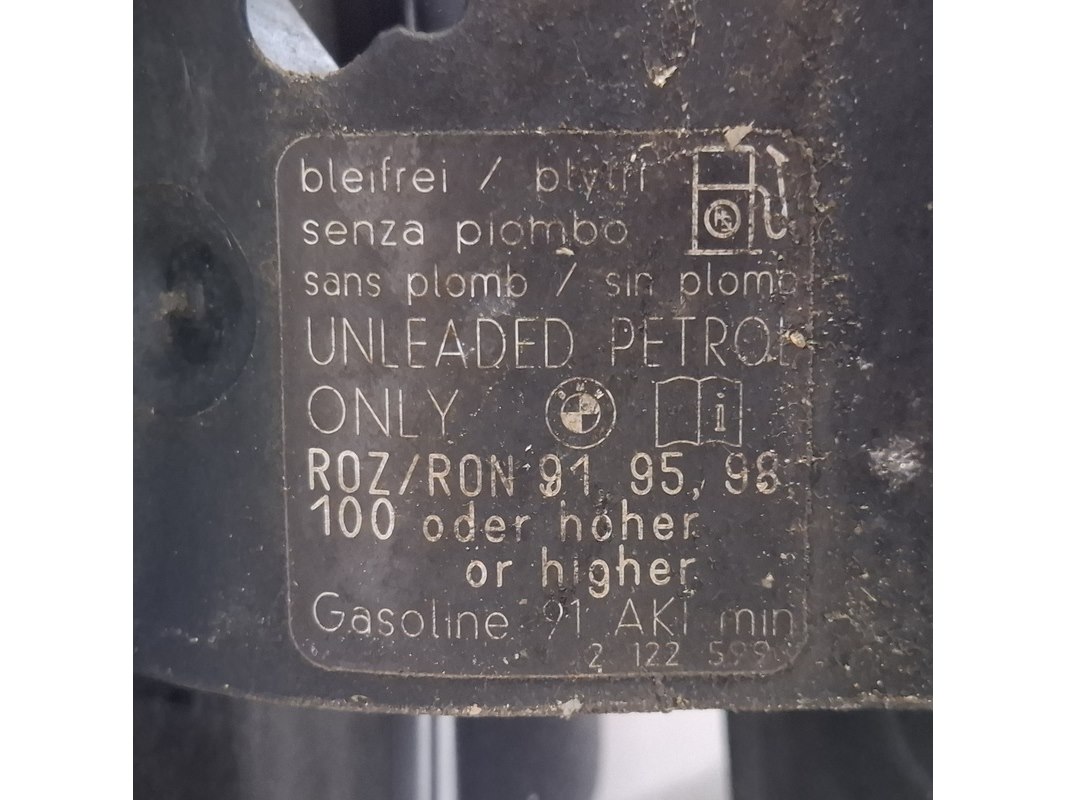 bleifrei / blyfri
senza piombo
sans plomb / sin plomo
UNLEADED PETROL
ONLY BMW i
ROZ/RON 91, 95, 98,
100 oder höher
or higher
Gasoline 91 AKI min
2 122 599